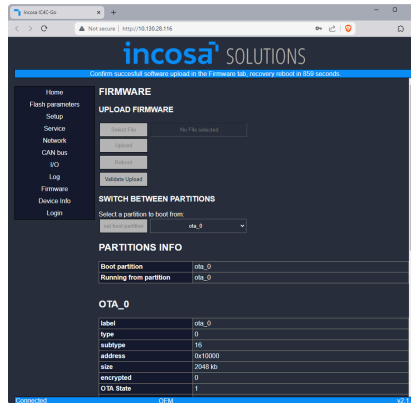 Incosa IC4C-Go
Not secure | http://10.130.28.116
incosa SOLUTIONS
Confirm succesfull software upload in the Firmware tab, recovery reboot in 859 seconds.
Home
Flash parameters
Setup
Service
Network
CAN bus
I/O
Log
Firmware
Device Info
Login
FIRMWARE
UPLOAD FIRMWARE
Select File No File selected
Upload
Reboot
Validate Upload
SWITCH BETWEEN PARTITIONS
Select a partition to boot from:
set boot partition ota_0
PARTITIONS INFO
Boot partition ota_0
Running from partition ota_0
OTA_0
label ota_0
type 0
subtype 16
address 0x10000
size 2048 kb
encrypted 0
OTA State 1
Connected OEM v2.1